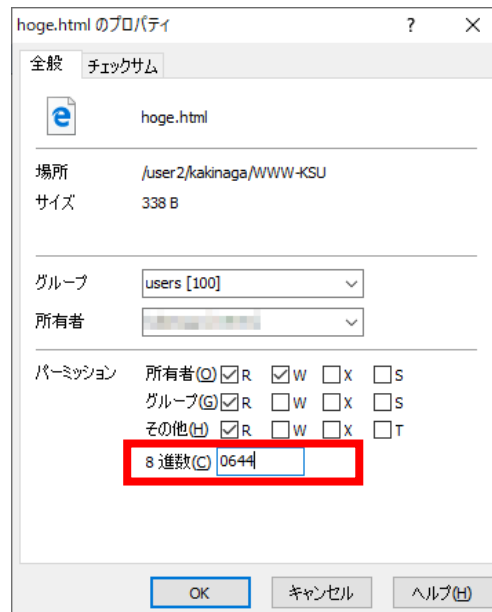 hoge.html のプロパティ ? ×
全般 チェックサム
hoge.html
場所 /user2/kakinaga/WWW-KSU
サイズ 338 B
グループ users [100]
所有者
パーミッション 所有者(O) R W X S
グループ(G) R W X S
その他(H) R W X T
8 進数(C) 0644
OK キャンセル ヘルプ(H)